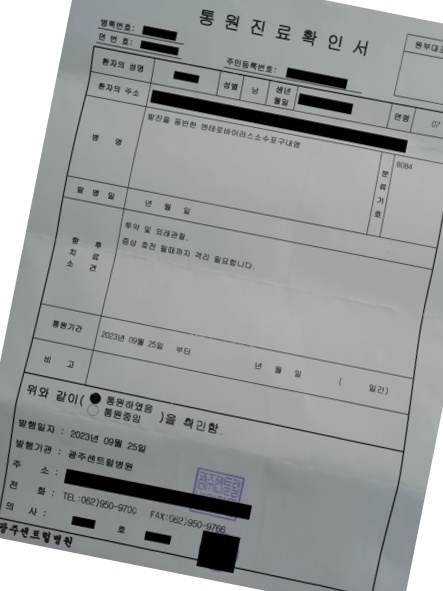 통원진료확인서
병록번호:
연 번 호:
원부대조
주민등록번호:
환자의 성명 성별 남 생년월일 연령 07
환자의 주소
병 명 발진을 동반한 엔테로바이러스소수포구내염 분류기호 B084
발 병 일 년 월 일
향후치료소견 투약 및 외래관찰.
증상 호전 될때까지 격리 필요합니다.
통원기간 2023년 09월 25일 부터 년 월 일 ( 일간)
비 고
위와 같이( 통원하였음
통원중임 )을 확인함
발행일자 : 2023년 09월 25일
발행기관 : 광주센트럴병원
주 소 :
전 화 : TEL:062)950-9700 FAX:062)950-9766
의 사 : 호
광주센트럴병원